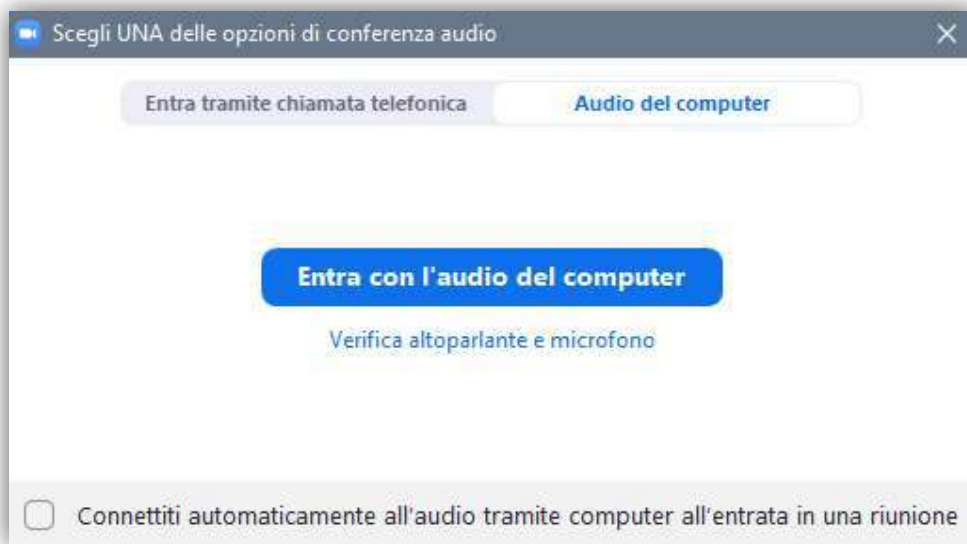 Scegli UNA delle opzioni di conferenza audio
Entra tramite chiamata telefonica
Audio del computer
Entra con l'audio del computer
Verifica altoparlante e microfono
Connettiti automaticamente all'audio tramite computer all'entrata in una riunione